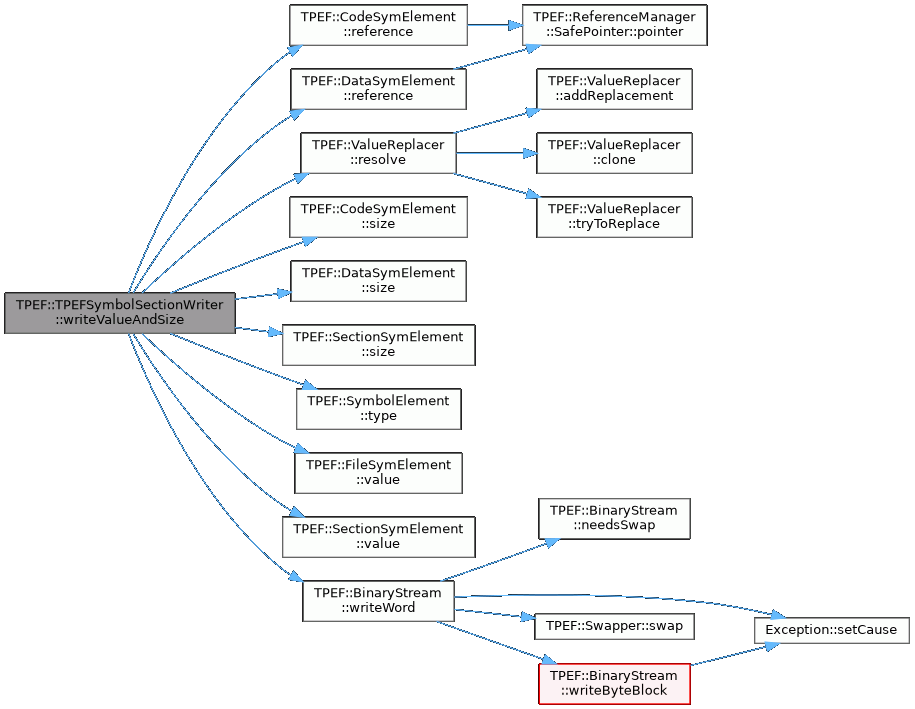 TPEF::TPEFSymbolSectionWriter
::writeValueAndSize
TPEF::CodeSymElement
::reference
TPEF::ReferenceManager
::SafePointer::pointer
TPEF::DataSymElement
::reference
TPEF::ValueReplacer
::resolve
TPEF::ValueReplacer
::addReplacement
TPEF::ValueReplacer
::clone
TPEF::ValueReplacer
::tryToReplace
TPEF::CodeSymElement
::size
TPEF::DataSymElement
::size
TPEF::SectionSymElement
::size
TPEF::SymbolElement
::type
TPEF::FileSymElement
::value
TPEF::SectionSymElement
::value
TPEF::BinaryStream
::writeWord
TPEF::BinaryStream
::needsSwap
TPEF::Swapper::swap
TPEF::BinaryStream
::writeByteBlock
Exception::setCause